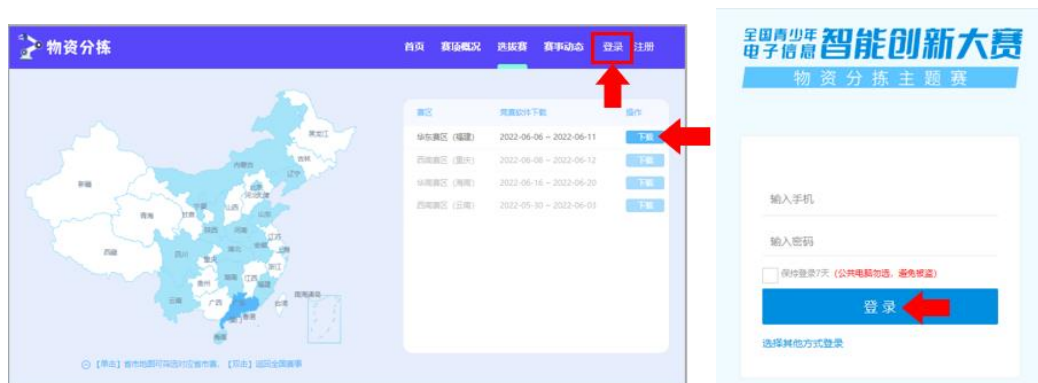 物资分拣
首页 赛项概况 选拔赛 赛事动态 登录 注册
赛区 竞赛软件下载 操作
华东赛区（福建） 2022-06-06 ~ 2022-06-11 下载
西南赛区（重庆） 2022-06-08 ~ 2022-06-12 下载
华南赛区（海南） 2022-06-16 ~ 2022-06-20 下载
西南赛区（云南） 2022-05-30 ~ 2022-06-03 下载
黑龙江
吉林
辽宁
内蒙古
新疆
北京
河北
宁夏
山西
山东
青海
甘肃
陕西
河南
江苏
西藏
四川
重庆
湖北
安徽
上海
浙江
湖南
江西
贵州
福建
云南
广西
台湾
香港
澳门
海南
南海诸岛
【单击】省市地图可筛选对应省市赛，【双击】返回全国赛事
全国青少年
电子信息
智能创新大赛
物资分拣主题赛
输入手机
输入密码
保持登录7天（公共电脑勿选，避免被盗）
登录
选择其他方式登录